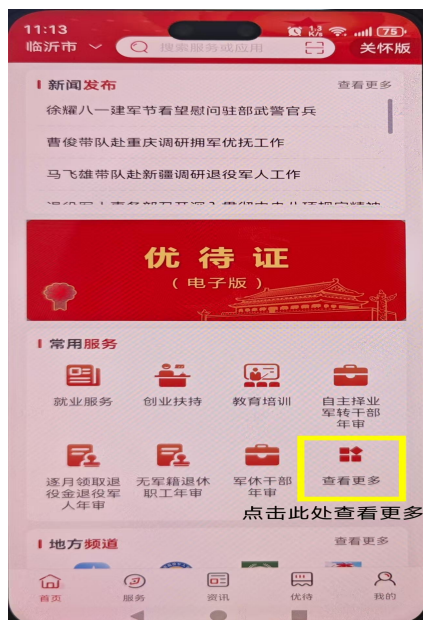 11:13
1.3 K/s
75
临沂市
搜索服务或应用
关怀版
新闻发布
查看更多
徐耀八一建军节看望慰问驻部武警官兵
曹俊带队赴重庆调研拥军优抚工作
马飞雄带队赴新疆调研退役军人工作
优待证
（电子版）
常用服务
就业服务
创业扶持
教育培训
自主择业
军转干部
年审
逐月领取退
役金退役军
人年审
无军籍退休
职工年审
军休干部
年审
查看更多
点击此处查看更多
地方频道
查看更多
首页
服务
资讯
优待
我的